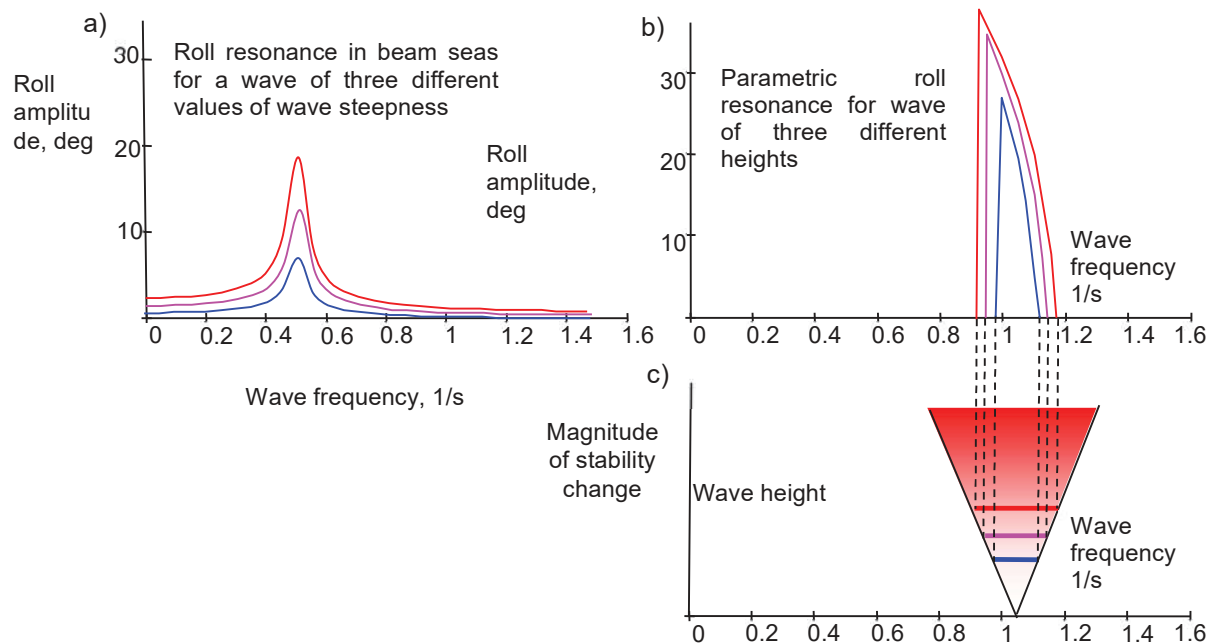 a)
30
20
10
Roll
amplitu
de, deg
Roll resonance in beam seas
for a wave of three different
values of wave steepness
0 0.2 0.4 0.6 0.8 1 1.2 1.4 1.6
Wave frequency, 1/s
b)
Roll
amplitude,
deg
30
20
10
Parametric roll
resonance for wave
of three different
heights
Wave
frequency
1/s
0 0.2 0.4 0.6 0.8 1 1.2 1.4 1.6
c)
Magnitude
of stability
change
Wave height
Wave
frequency
1/s
0 0.2 0.4 0.6 0.8 1 1.2 1.4 1.6